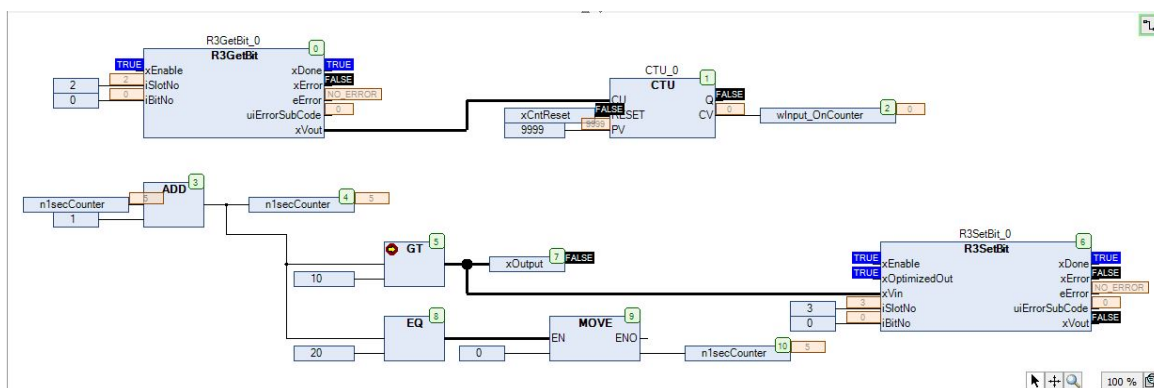 R3GetBit_0
R3GetBit 0
TRUE xEnable xDone TRUE
2 2 iSlotNo xError FALSE
0 0 iBitNo eError NO_ERROR
uiErrorSubCode 0
xVout
CTU_0
CTU 1
CU Q FALSE
xCntReset FALSE RESET CV 0 wInput_OnCounter 2 0
9999 9999 PV
ADD 3
n1secCounter 5 n1secCounter 4 5
1
GT 5
10
xOutput 7 FALSE
R3SetBit_0
R3SetBit 6
TRUE xEnable xDone TRUE
TRUE xOptimizedOut xError FALSE
xVin eError NO_ERROR
3 3 iSlotNo uiErrorSubCode 0
0 0 iBitNo xVout FALSE
EQ 8
20
MOVE 9
EN ENO
0 n1secCounter 10 5
100 %